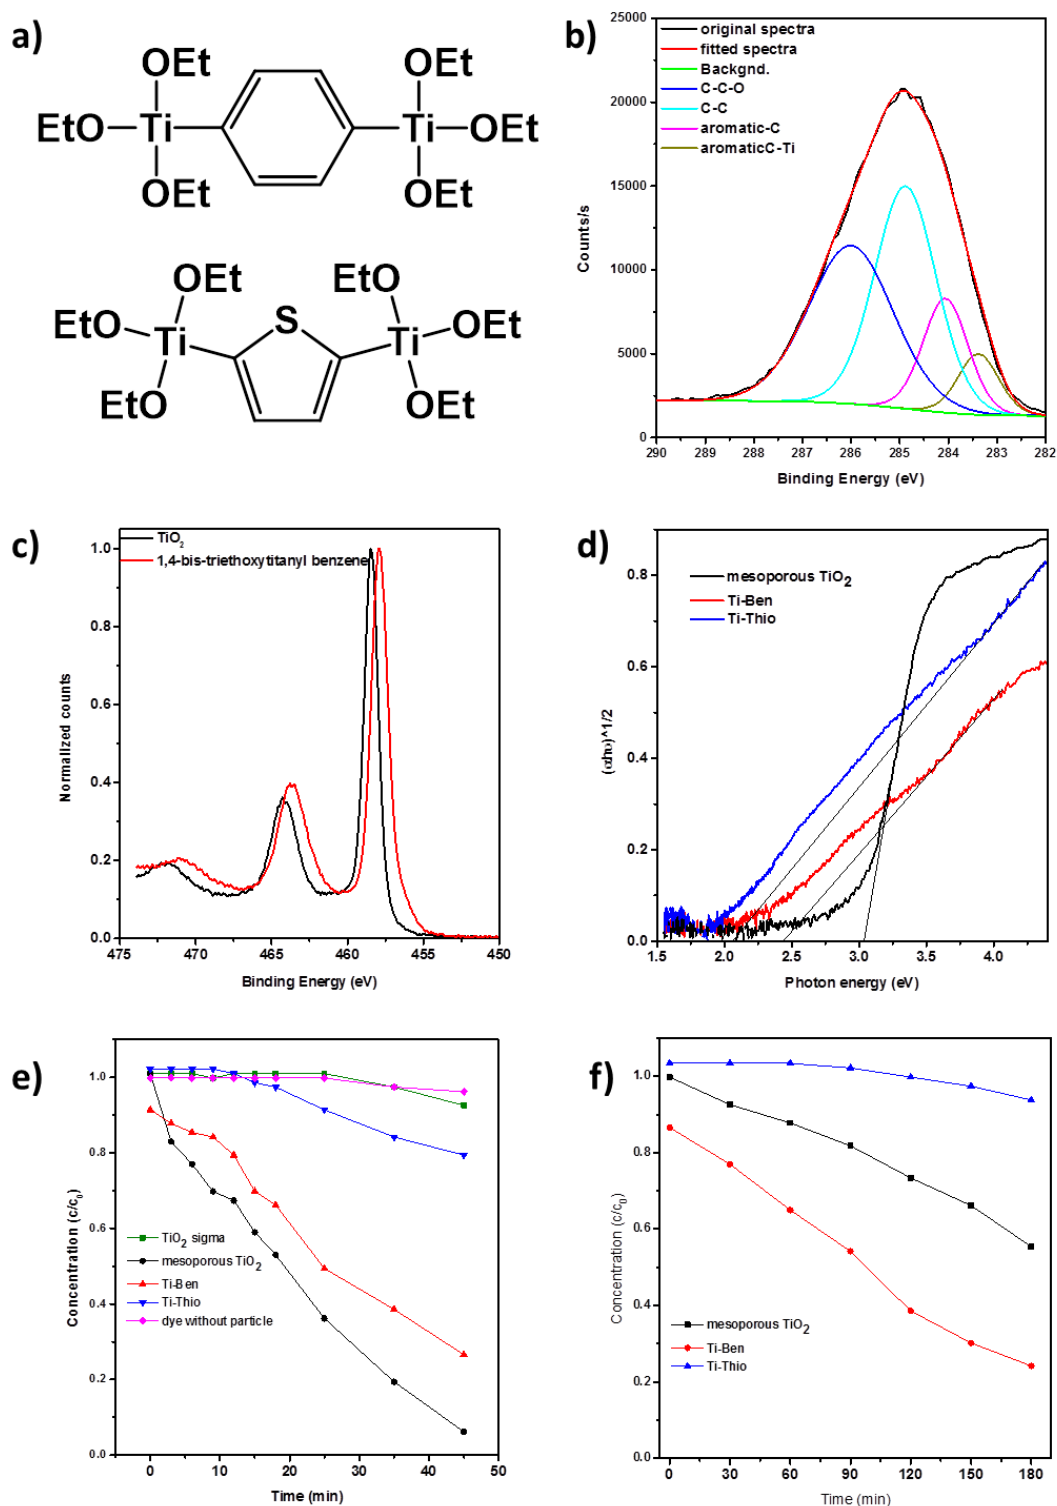 a)
OEt OEt
EtO Ti Ti OEt
OEt OEt
OEt OEt
EtO Ti S Ti OEt
EtO OEt
b)
original spectra
fitted spectra
Backgnd.
C-C-O
C-C
aromatic-C
aromaticC-Ti
Counts/s
25000
20000
15000
10000
5000
0
290 289 288 287 286 285 284 283 282
Binding Energy (eV)
c)
TiO2
1,4-bis-triethoxytitanyl benzene
Normalized counts
1.0
0.8
0.6
0.4
0.2
0.0
475 470 465 460 455 450
Binding Energy (eV)
d)
mesoporous TiO2
Ti-Ben
Ti-Thio
(αhυ)^1/2
0.8
0.6
0.4
0.2
0.0
1.5 2.0 2.5 3.0 3.5 4.0
Photon energy (eV)
e)
Concentration (c/c0)
1.0
0.8
0.6
0.4
0.2
0.0
TiO2 sigma
mesoporous TiO2
Ti-Ben
Ti-Thio
dye without particle
0 10 20 30 40 50
Time (min)
f)
Concentration (c/c0)
1.0
0.8
0.6
0.4
0.2
0.0
mesoporous TiO2
Ti-Ben
Ti-Thio
0 30 60 90 120 150 180
Time (min)